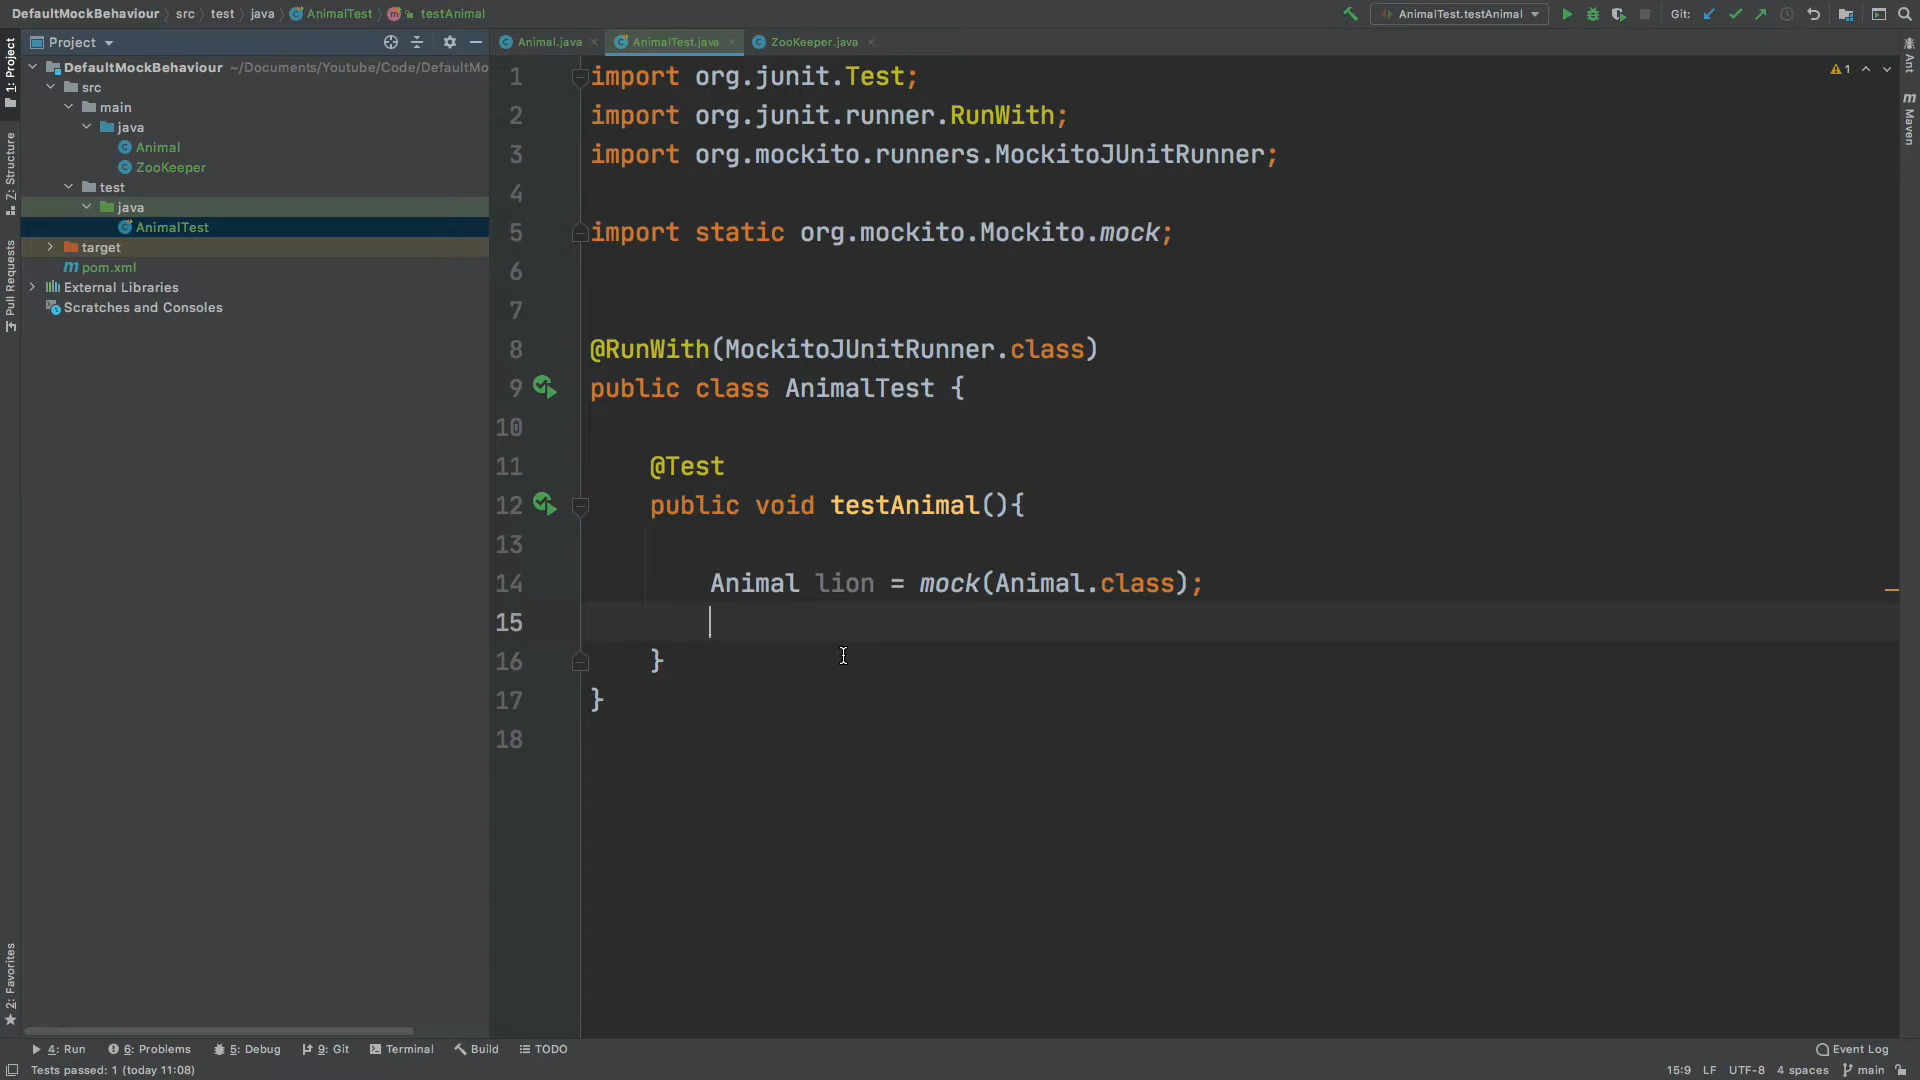 DefaultMockBehaviour > src > test > java > AnimalTest > testAnimal
AnimalTest.testAnimal
Git:
1: Project
Project
Animal.java
AnimalTest.java
ZooKeeper.java
DefaultMockBehaviour ~/Documents/Youtube/Code/DefaultMo
src
main
java
Animal
ZooKeeper
test
java
AnimalTest
target
pom.xml
External Libraries
Scratches and Consoles
Z: Structure
Pull Requests
2: Favorites
1 import org.junit.Test;
2 import org.junit.runner.RunWith;
3 import org.mockito.runners.MockitoJUnitRunner;
4
5 import static org.mockito.Mockito.mock;
6
7
8 @RunWith(MockitoJUnitRunner.class)
9 public class AnimalTest {
10
11 @Test
12 public void testAnimal(){
13
14 Animal lion = mock(Animal.class);
15
16 }
17 }
18
1
Ant
m Maven
4: Run
6: Problems
5: Debug
9: Git
Terminal
Build
TODO
Event Log
Tests passed: 1 (today 11:08)
15:9 LF UTF-8 4 spaces main